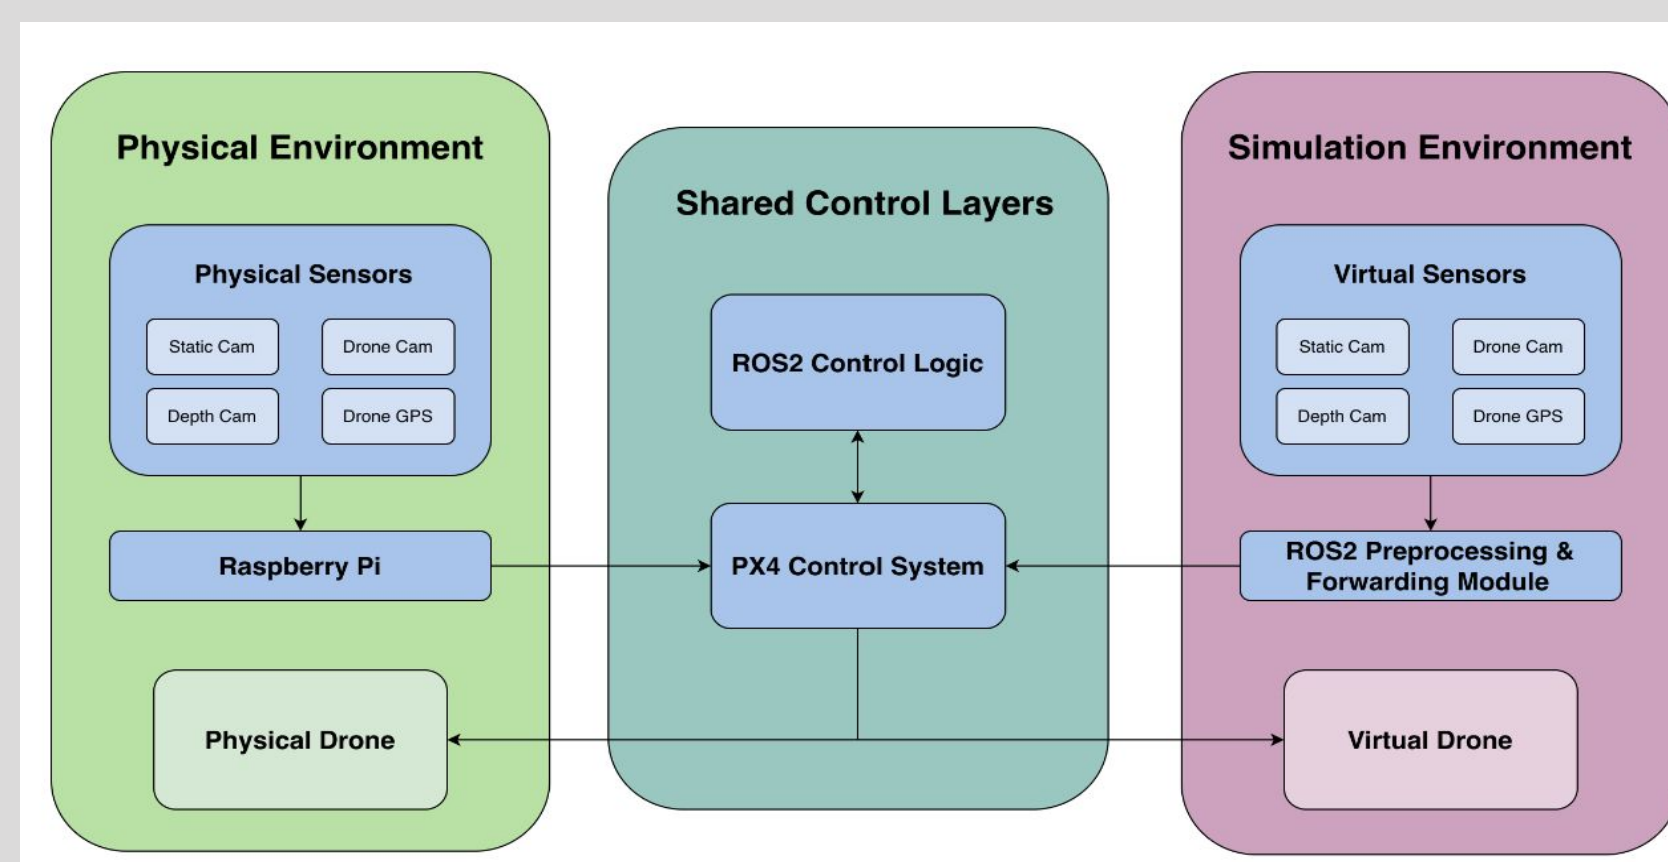 Physical Environment
Physical Sensors
Static Cam
Drone Cam
Depth Cam
Drone GPS
Raspberry Pi
Physical Drone
Shared Control Layers
ROS2 Control Logic
PX4 Control System
Simulation Environment
Virtual Sensors
Static Cam
Drone Cam
Depth Cam
Drone GPS
ROS2 Preprocessing &
Forwarding Module
Virtual Drone